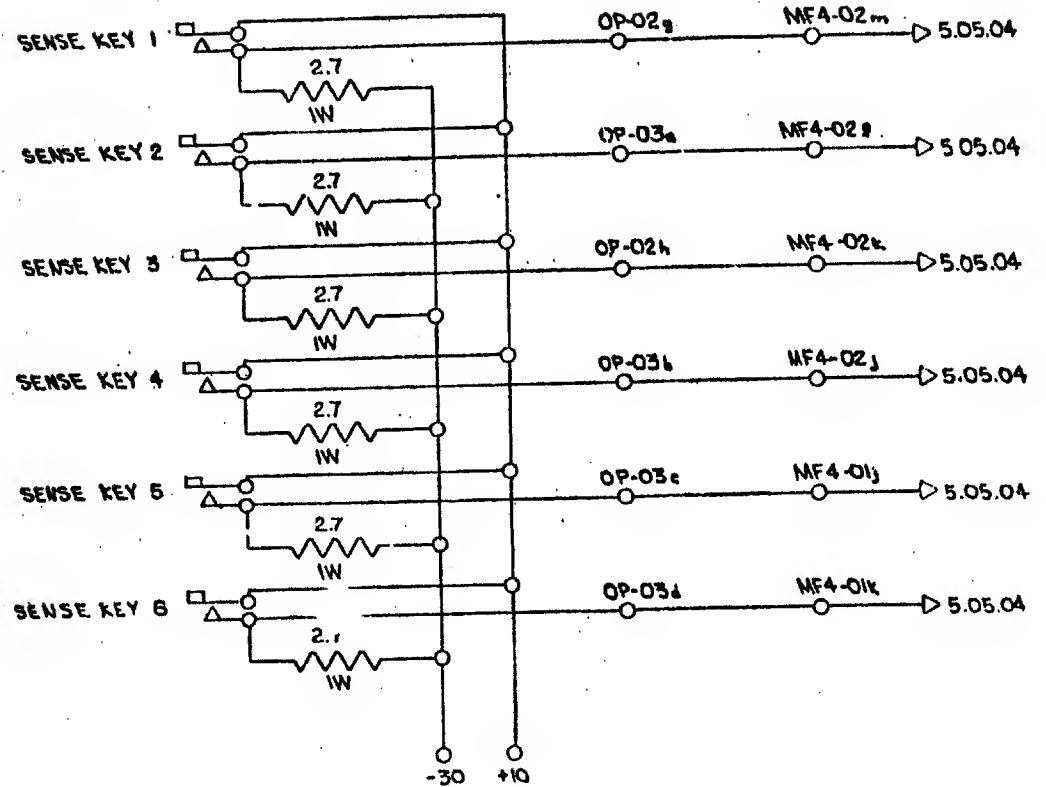 SENSE KEY 1 OP-02g MF4-02m 5.05.04
2.7
1W
SENSE KEY 2 OP-03a MF4-02l 5 05.04
2.7
1W
SENSE KEY 3 OP-02h MF4-02k 5.05.04
2.7
1W
SENSE KEY 4 OP-03b MF4-02j 5.05.04
2.7
1W
SENSE KEY 5 OP-03c MF4-01j 5.05.04
2.7
1W
SENSE KEY 6 OP-03d MF4-01k 5.05.04
1W
-30 +10